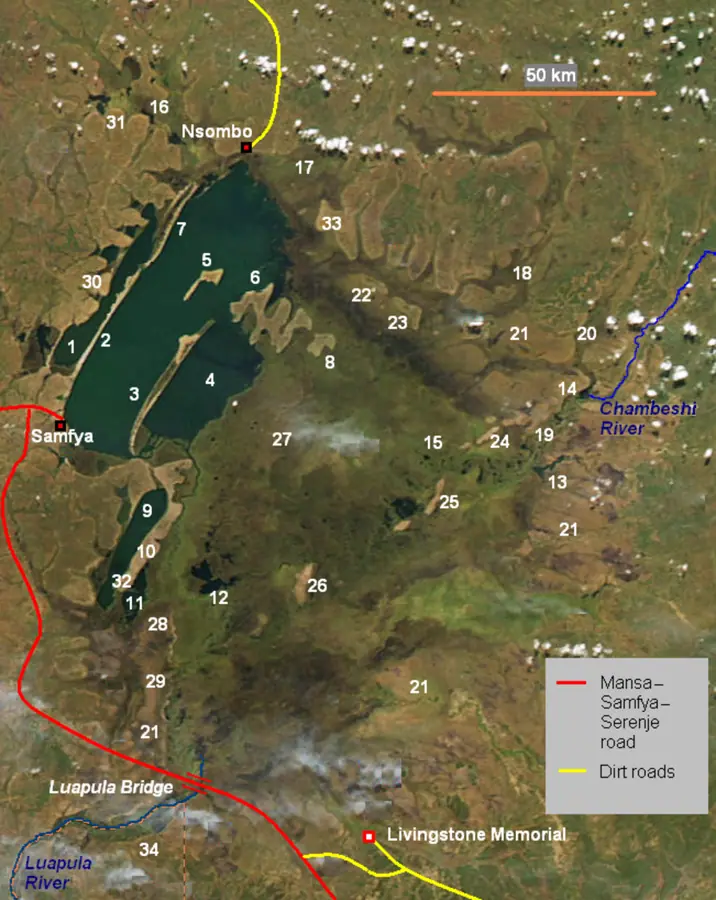 50 km
16
31
Nsombo
17
33
7
5
6
18
30
22
23
21
20
1
2
8
3
4
14
Chambeshi
River
Samfya
27
15
24
19
13
9
25
21
10
32
26
11
12
28
29
21
21
Mansa–
Samfya–
Serenje
road
Dirt roads
Luapula Bridge
Livingstone Memorial
34
Luapula
River